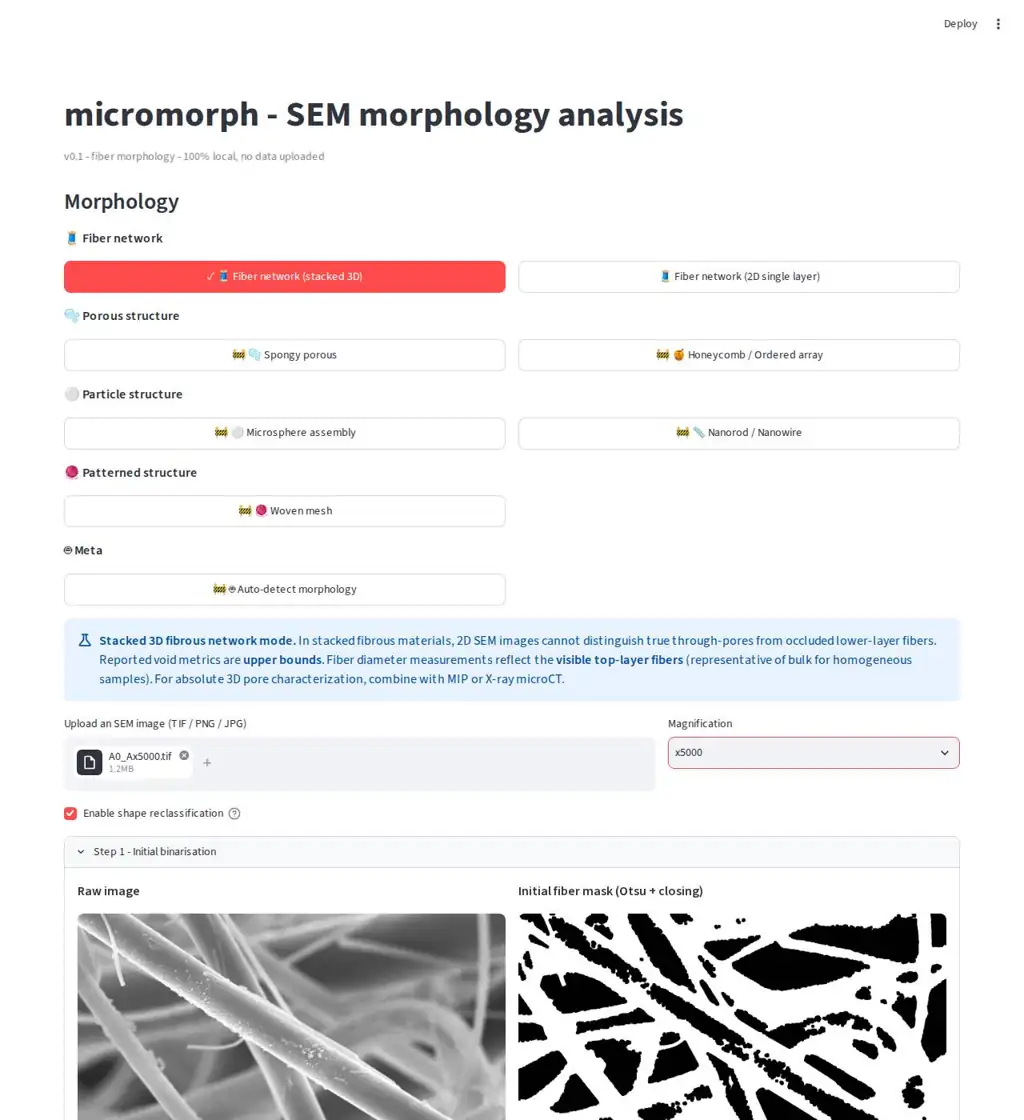 Deploy
micromorph - SEM morphology analysis
v0.1 - fiber morphology - 100% local, no data uploaded
Morphology
Fiber network
✓ Fiber network (stacked 3D)
Fiber network (2D single layer)
Porous structure
Spongy porous
Honeycomb / Ordered array
Particle structure
Microsphere assembly
Nanorod / Nanowire
Patterned structure
Woven mesh
Meta
Auto-detect morphology
Stacked 3D fibrous network mode. In stacked fibrous materials, 2D SEM images cannot distinguish true through-pores from occluded lower-layer fibers.
Reported void metrics are upper bounds. Fiber diameter measurements reflect the visible top-layer fibers (representative of bulk for homogeneous
samples). For absolute 3D pore characterization, combine with MIP or X-ray microCT.
Upload an SEM image (TIF / PNG / JPG)
Magnification
A0_Ax5000.tif
1.2MB
x5000
Enable shape reclassification
Step 1 - Initial binarisation
Raw image
Initial fiber mask (Otsu + closing)